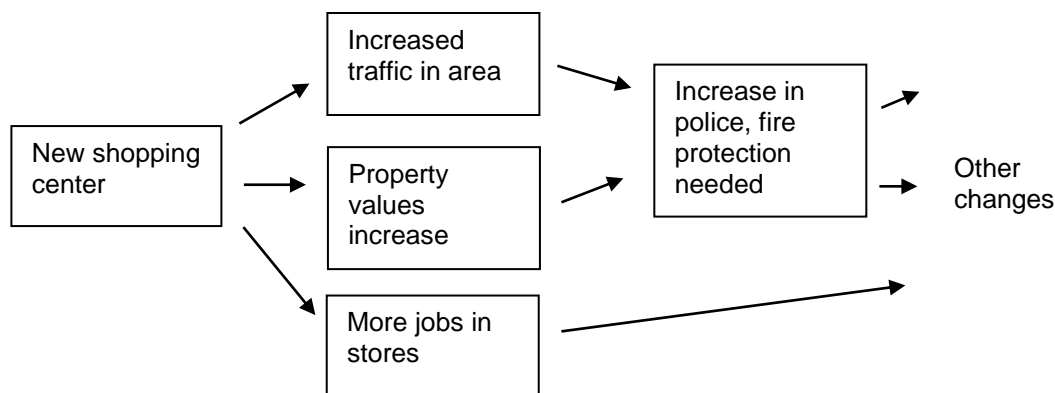 New shopping
center
Increased
traffic in area
Property
values
increase
More jobs in
stores
Increase in
police, fire
protection
needed
Other
changes